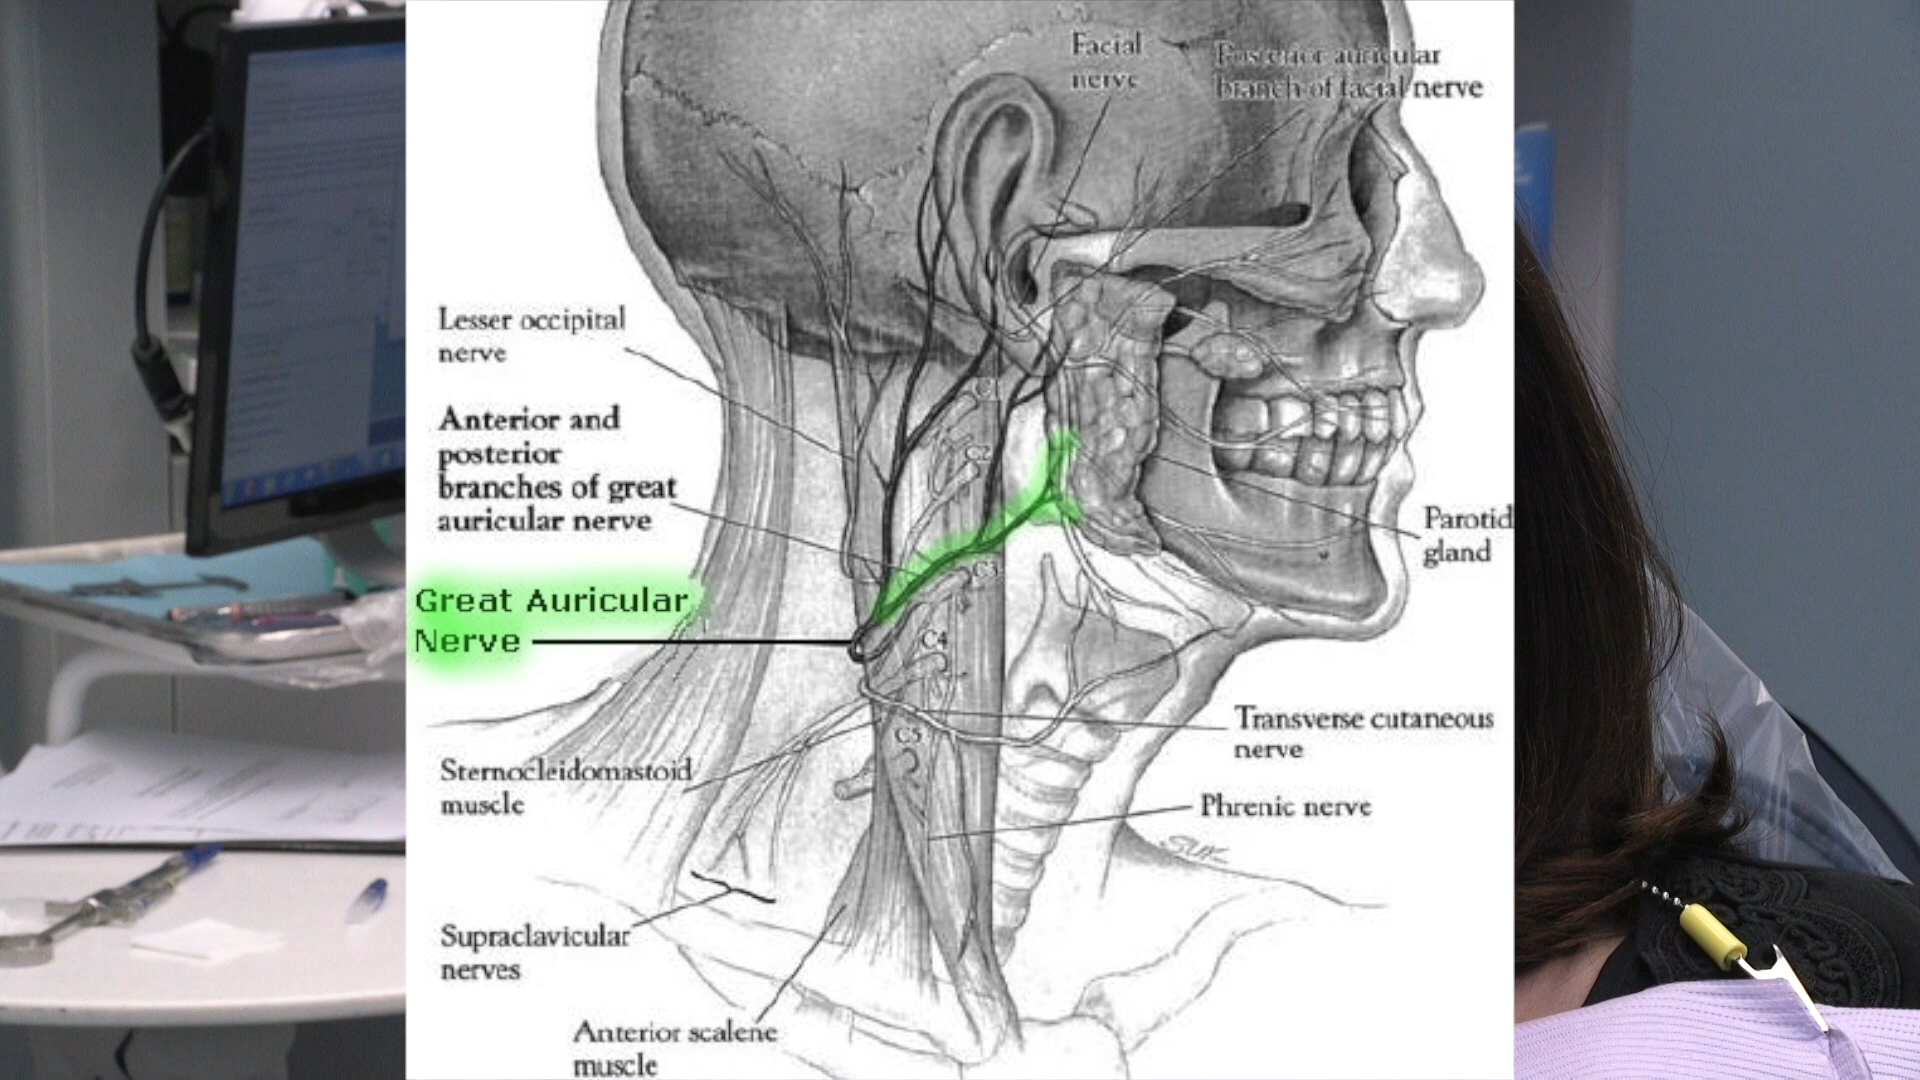 Facial
nerve
Posterior auricular
branch of facial nerve
Lesser occipital
nerve
Anterior and
posterior
branches of great
auricular nerve
Great Auricular
Nerve
C1
C2
C3
C4
C5
Parotid
gland
Transverse cutaneous
nerve
Sternocleidomastoid
muscle
Phrenic nerve
Supraclavicular
nerves
Anterior scalene
muscle